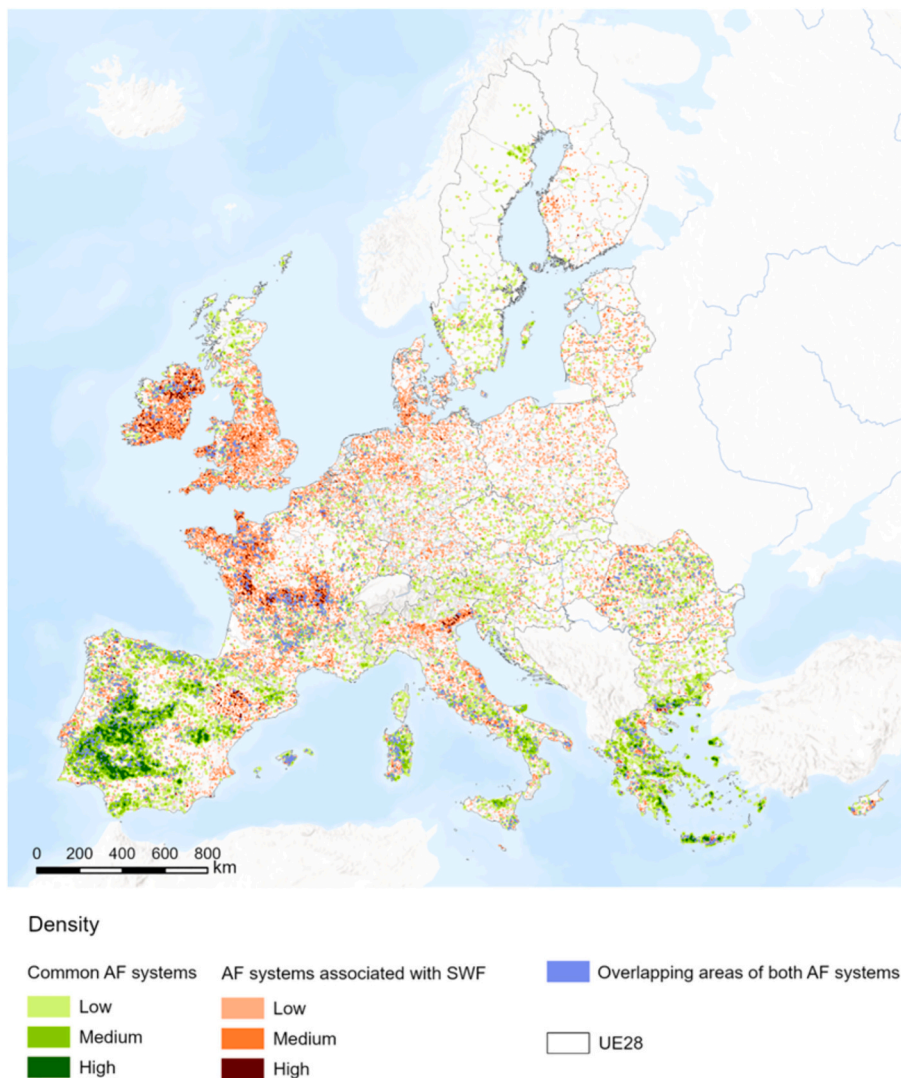 0 200 400 600 800
km
Density
Common AF systems
Low
Medium
High
AF systems associated with SWF
Low
Medium
High
Overlapping areas of both AF systems
UE28